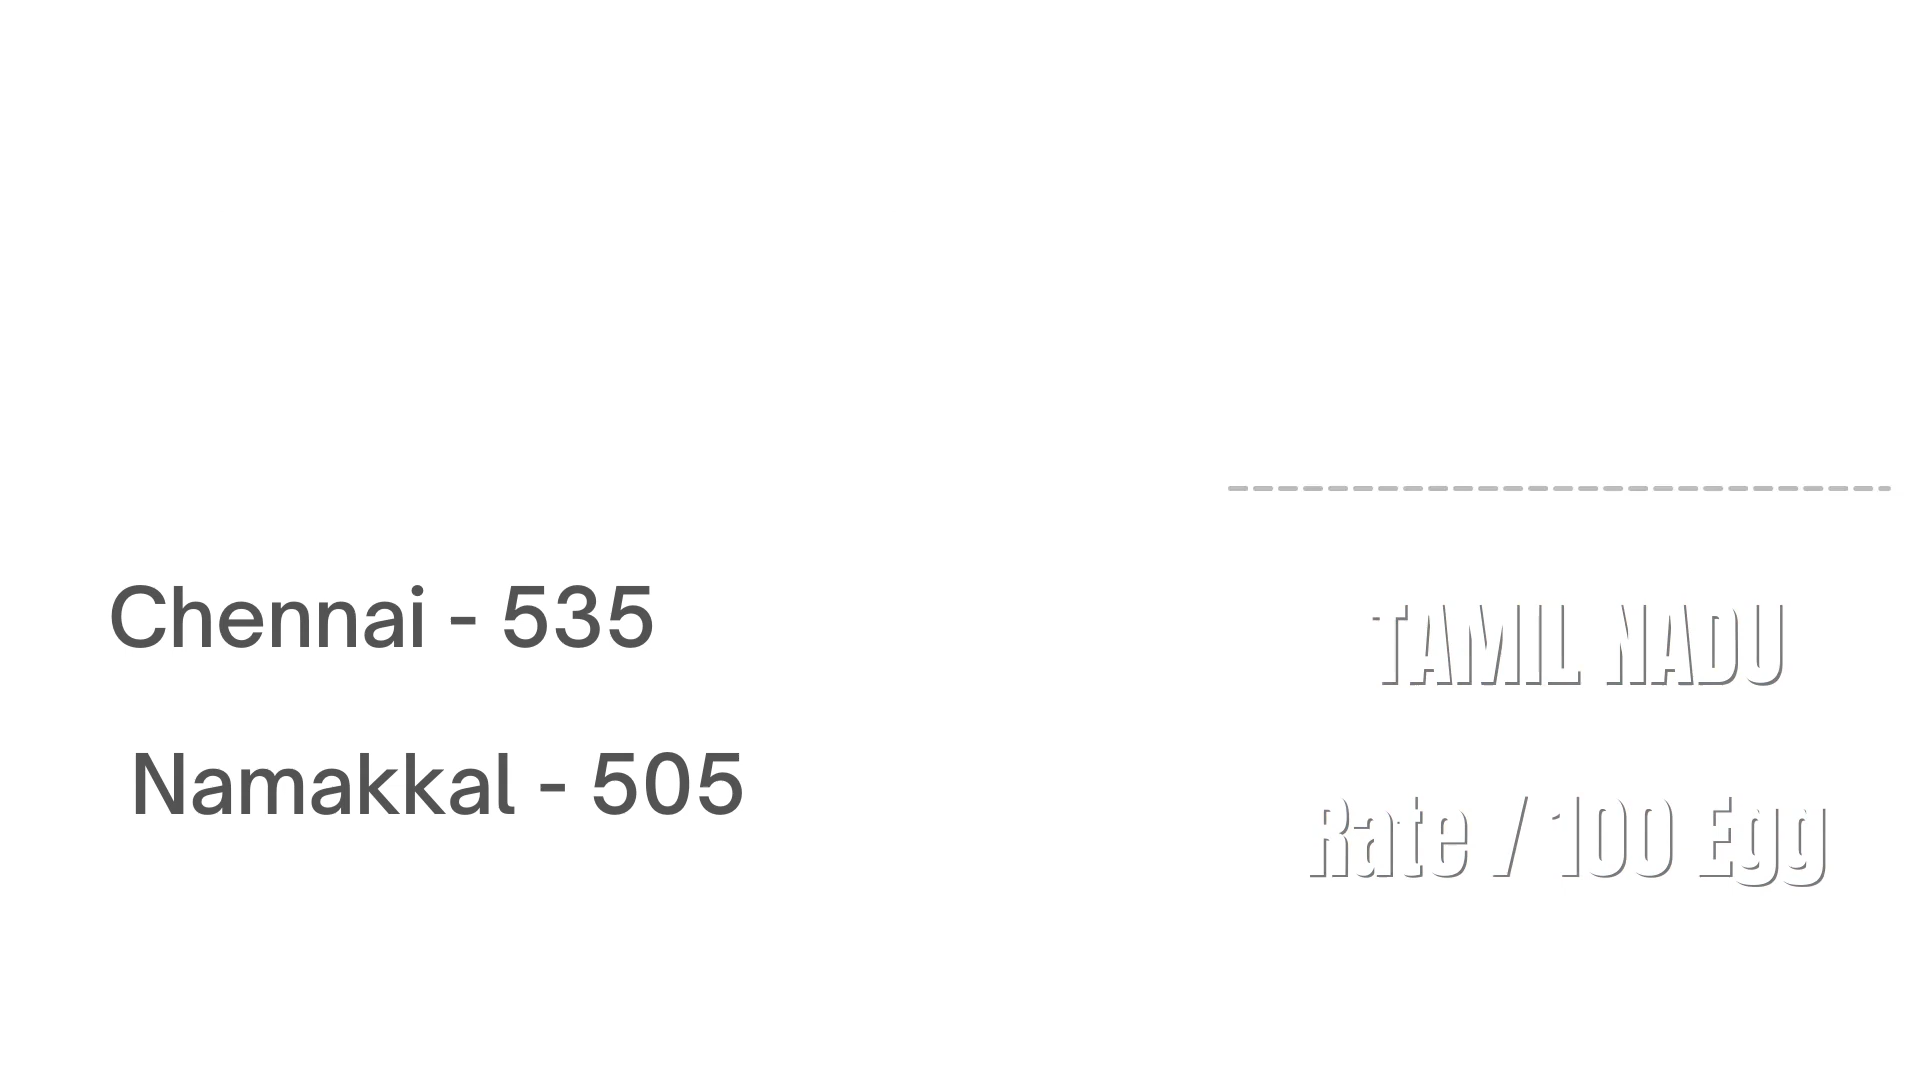 Chennai - 535
Namakkal - 505
TAMIL NADU
Rate / 100 Egg